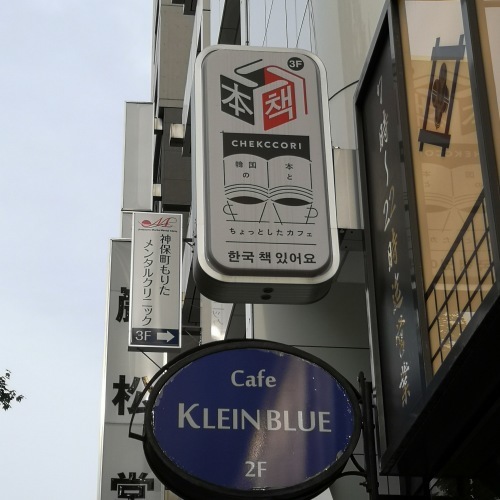 3F
本 책
CHEKCCORI
韓国の 本と
ちょっとしたカフェ
한국 책 있어요
神保町もりた
メンタルクリニック
3F
Cafe
KLEIN BLUE
2F
松
堂